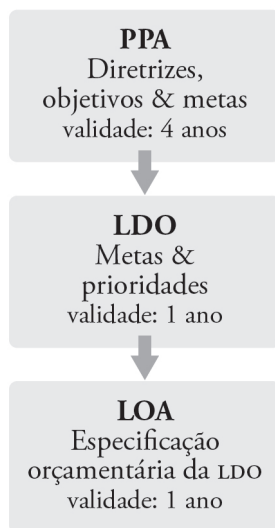 PPA
Diretrizes,
objetivos & metas
validade: 4 anos
LDO
Metas &
prioridades
validade: 1 ano
LOA
Especificação
orçamentária da LDO
validade: 1 ano